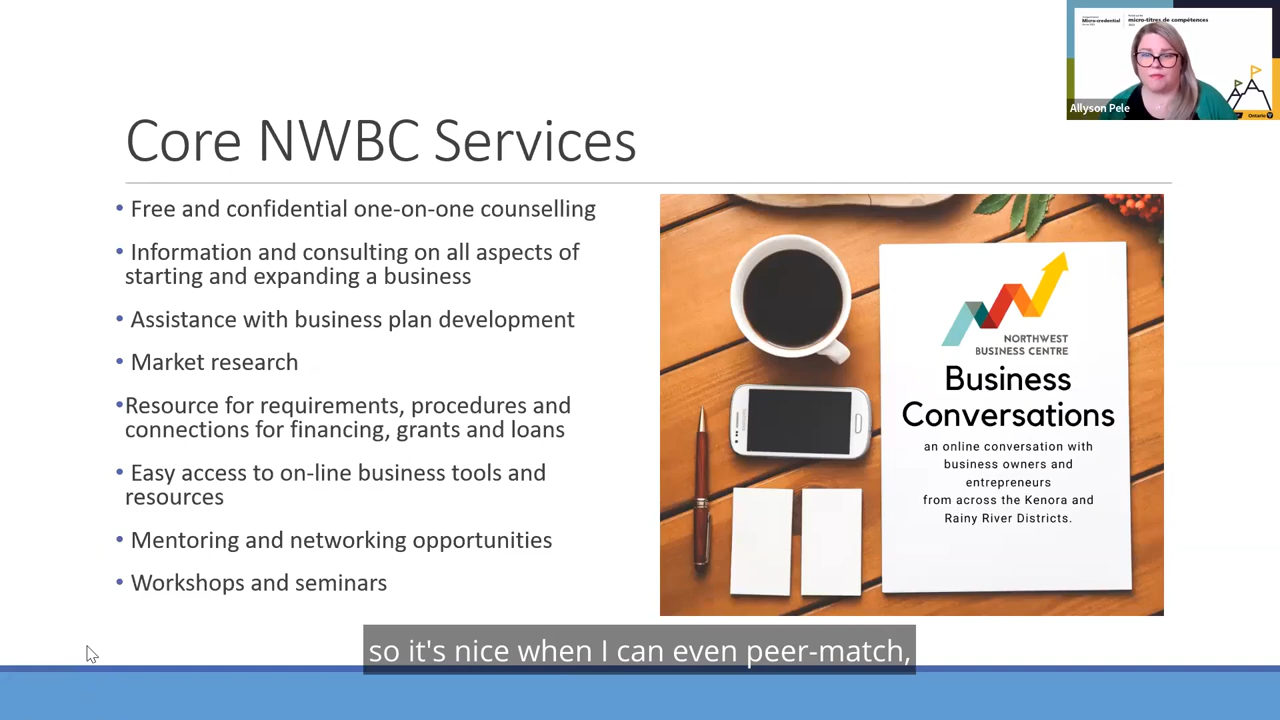 Micro-credential
micro-titres de compétences
Allyson Pele
Ontario
Core NWBC Services
• Free and confidential one-on-one counselling
• Information and consulting on all aspects of
starting and expanding a business
• Assistance with business plan development
• Market research
•Resource for requirements, procedures and
connections for financing, grants and loans
• Easy access to on-line business tools and
resources
• Mentoring and networking opportunities
• Workshops and seminars
NORTHWEST
BUSINESS CENTRE
Business
Conversations
an online conversation with
business owners and
entrepreneurs
from across the Kenora and
Rainy River Districts.
so it's nice when I can even peer-match,